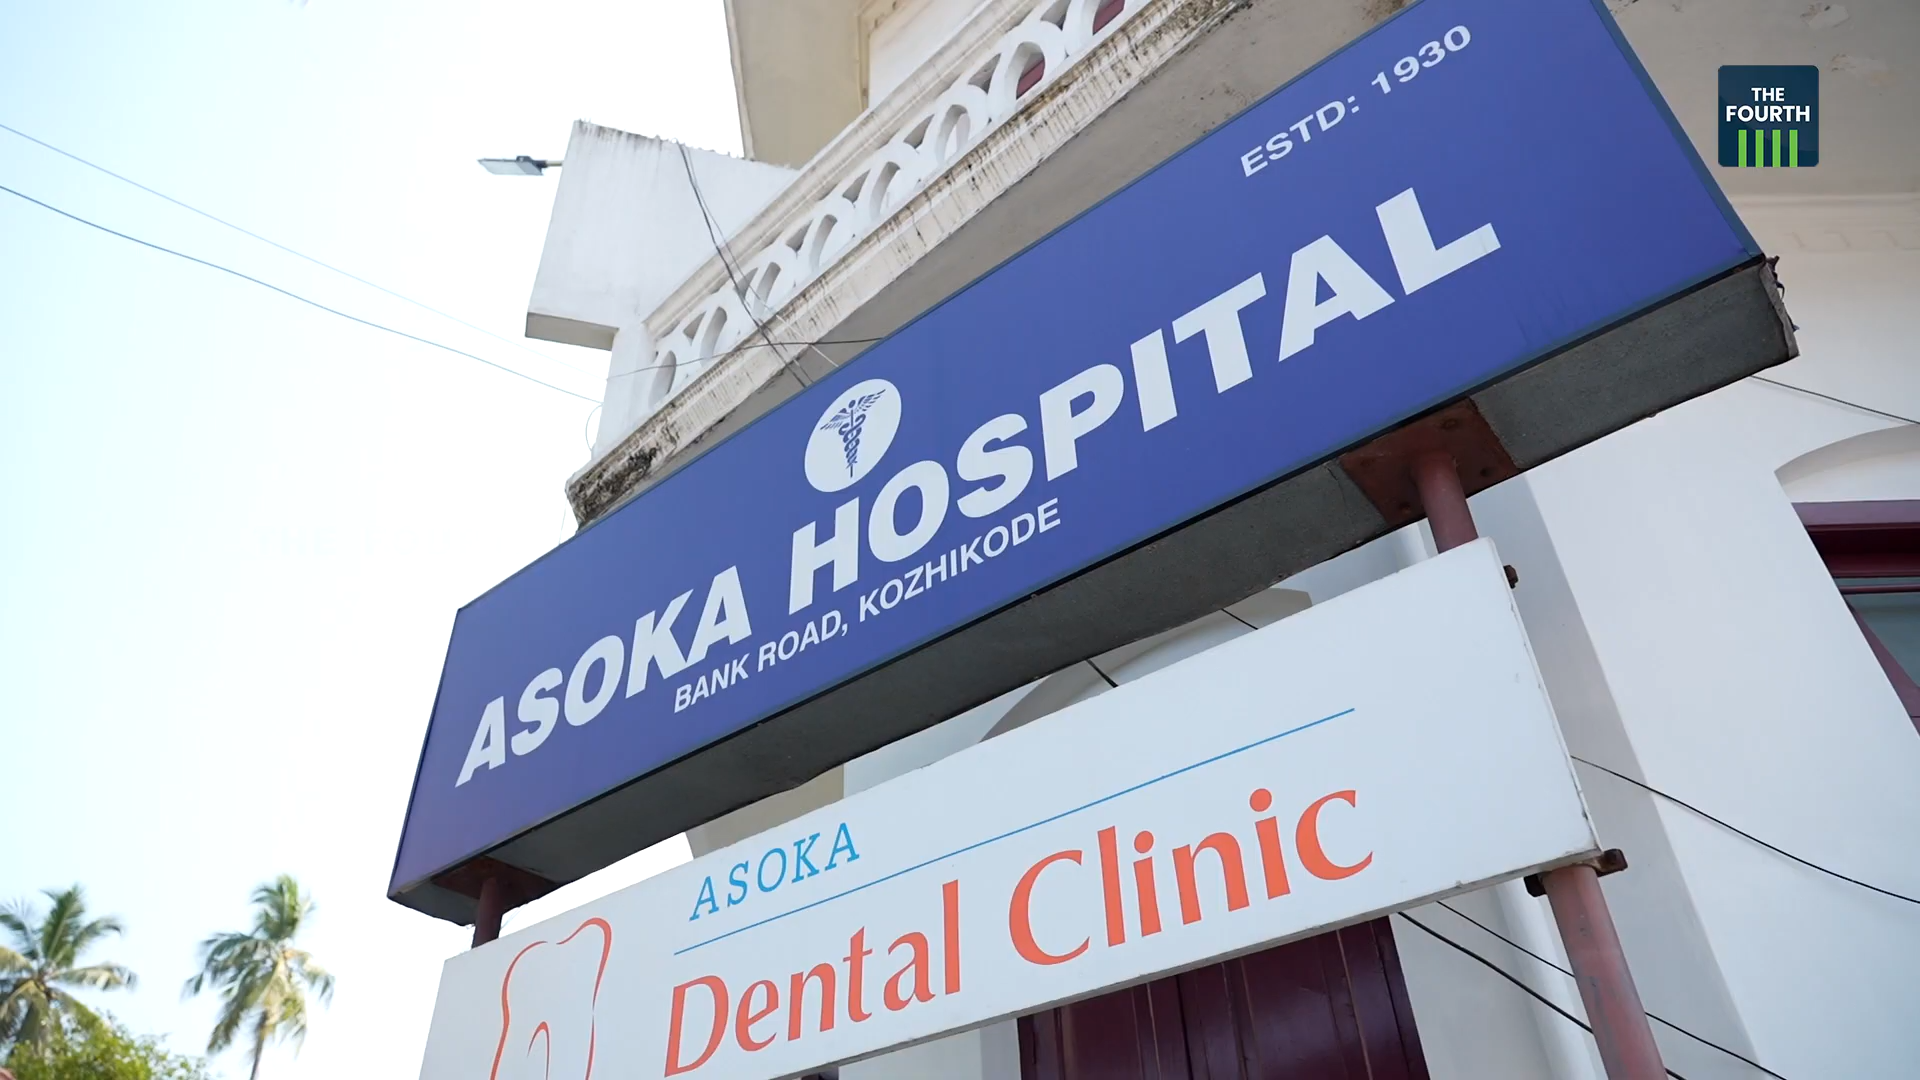 THE
FOURTH
ESTD: 1930
ASOKA HOSPITAL
BANK ROAD, KOZHIKODE
ASOKA
Dental Clinic